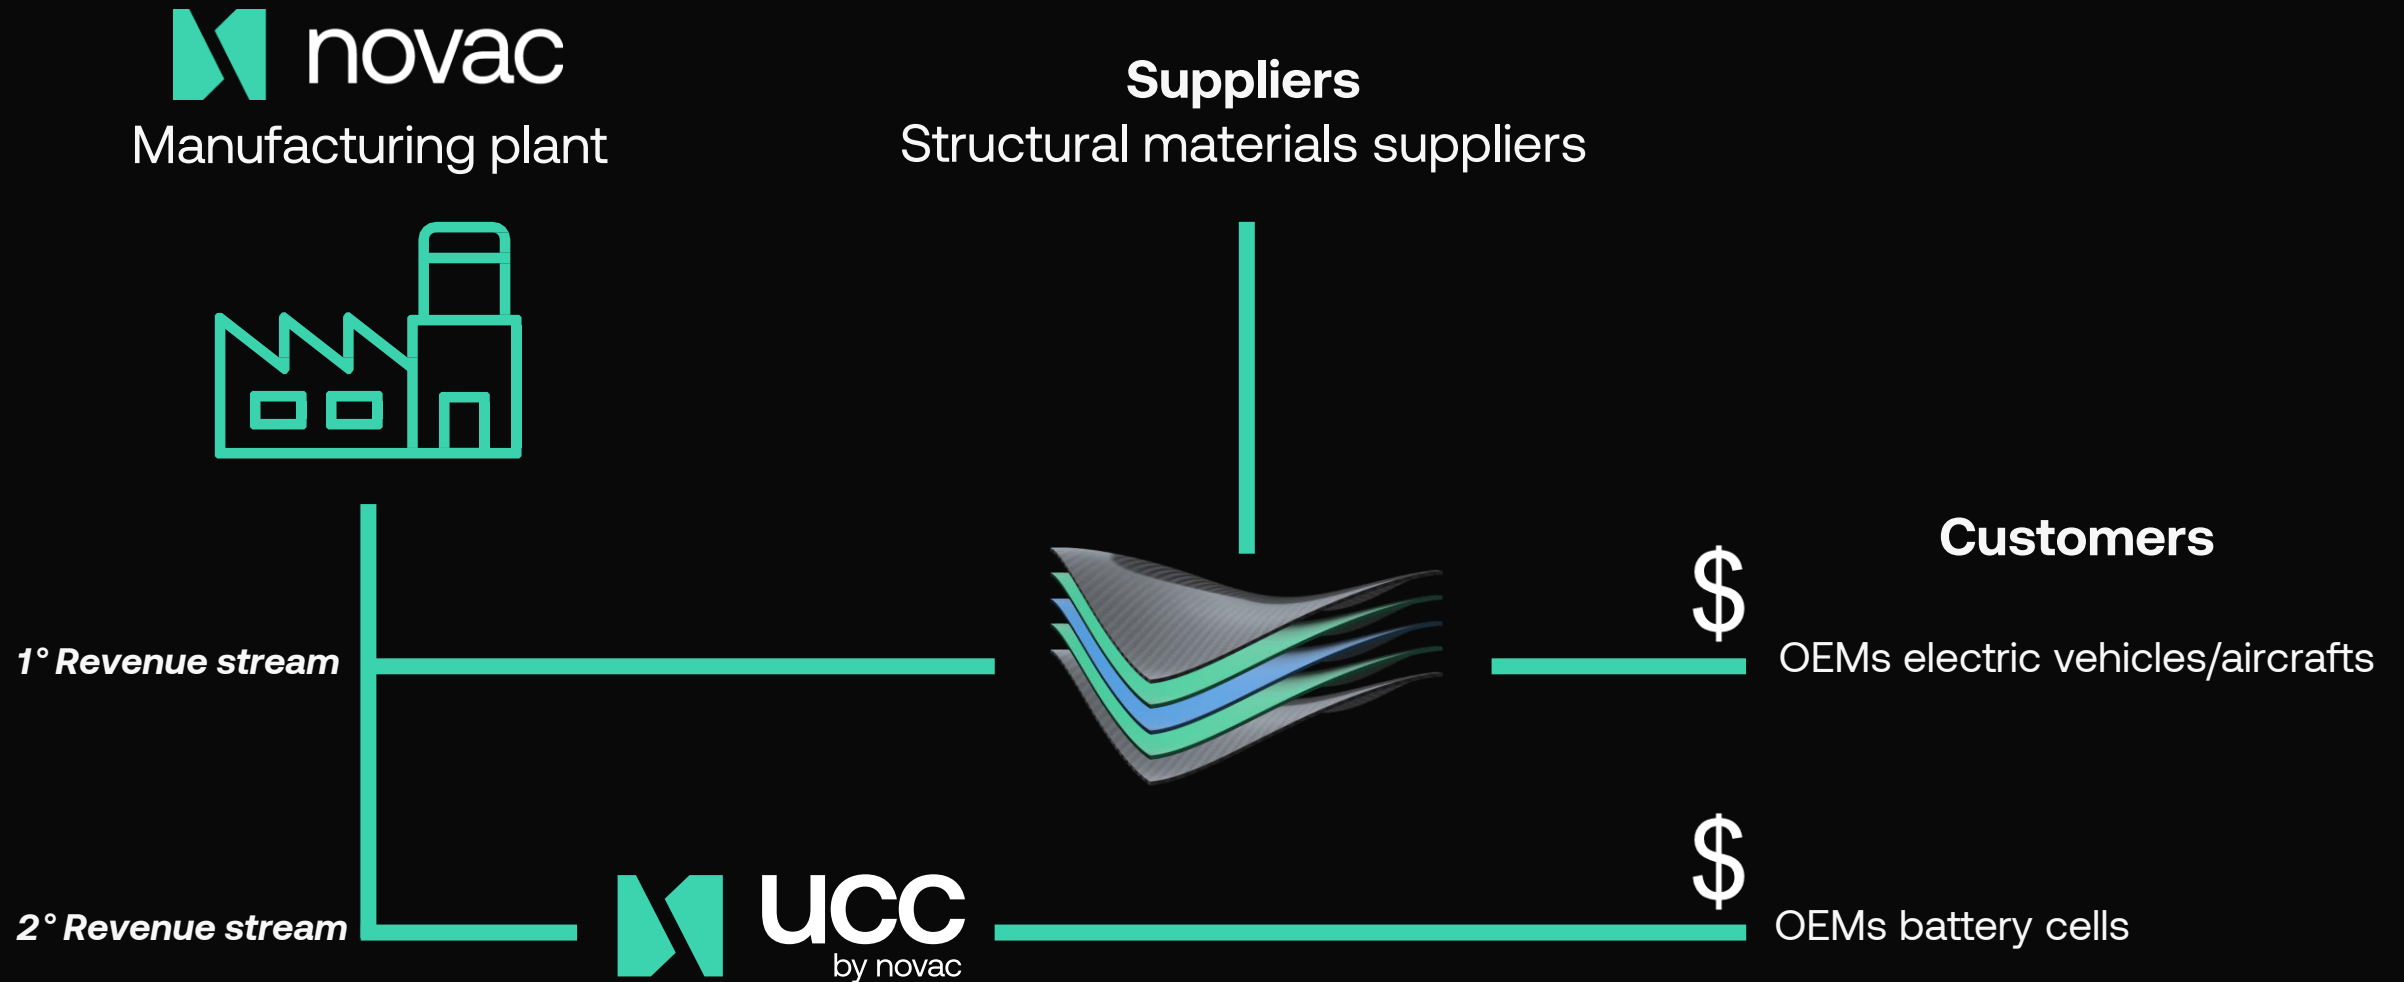 novac
Manufacturing plant
Suppliers
Structural materials suppliers
Customers
$
1° Revenue stream
OEMs electric vehicles/aircrafts
$
2° Revenue stream
ucc
by novac
OEMs battery cells